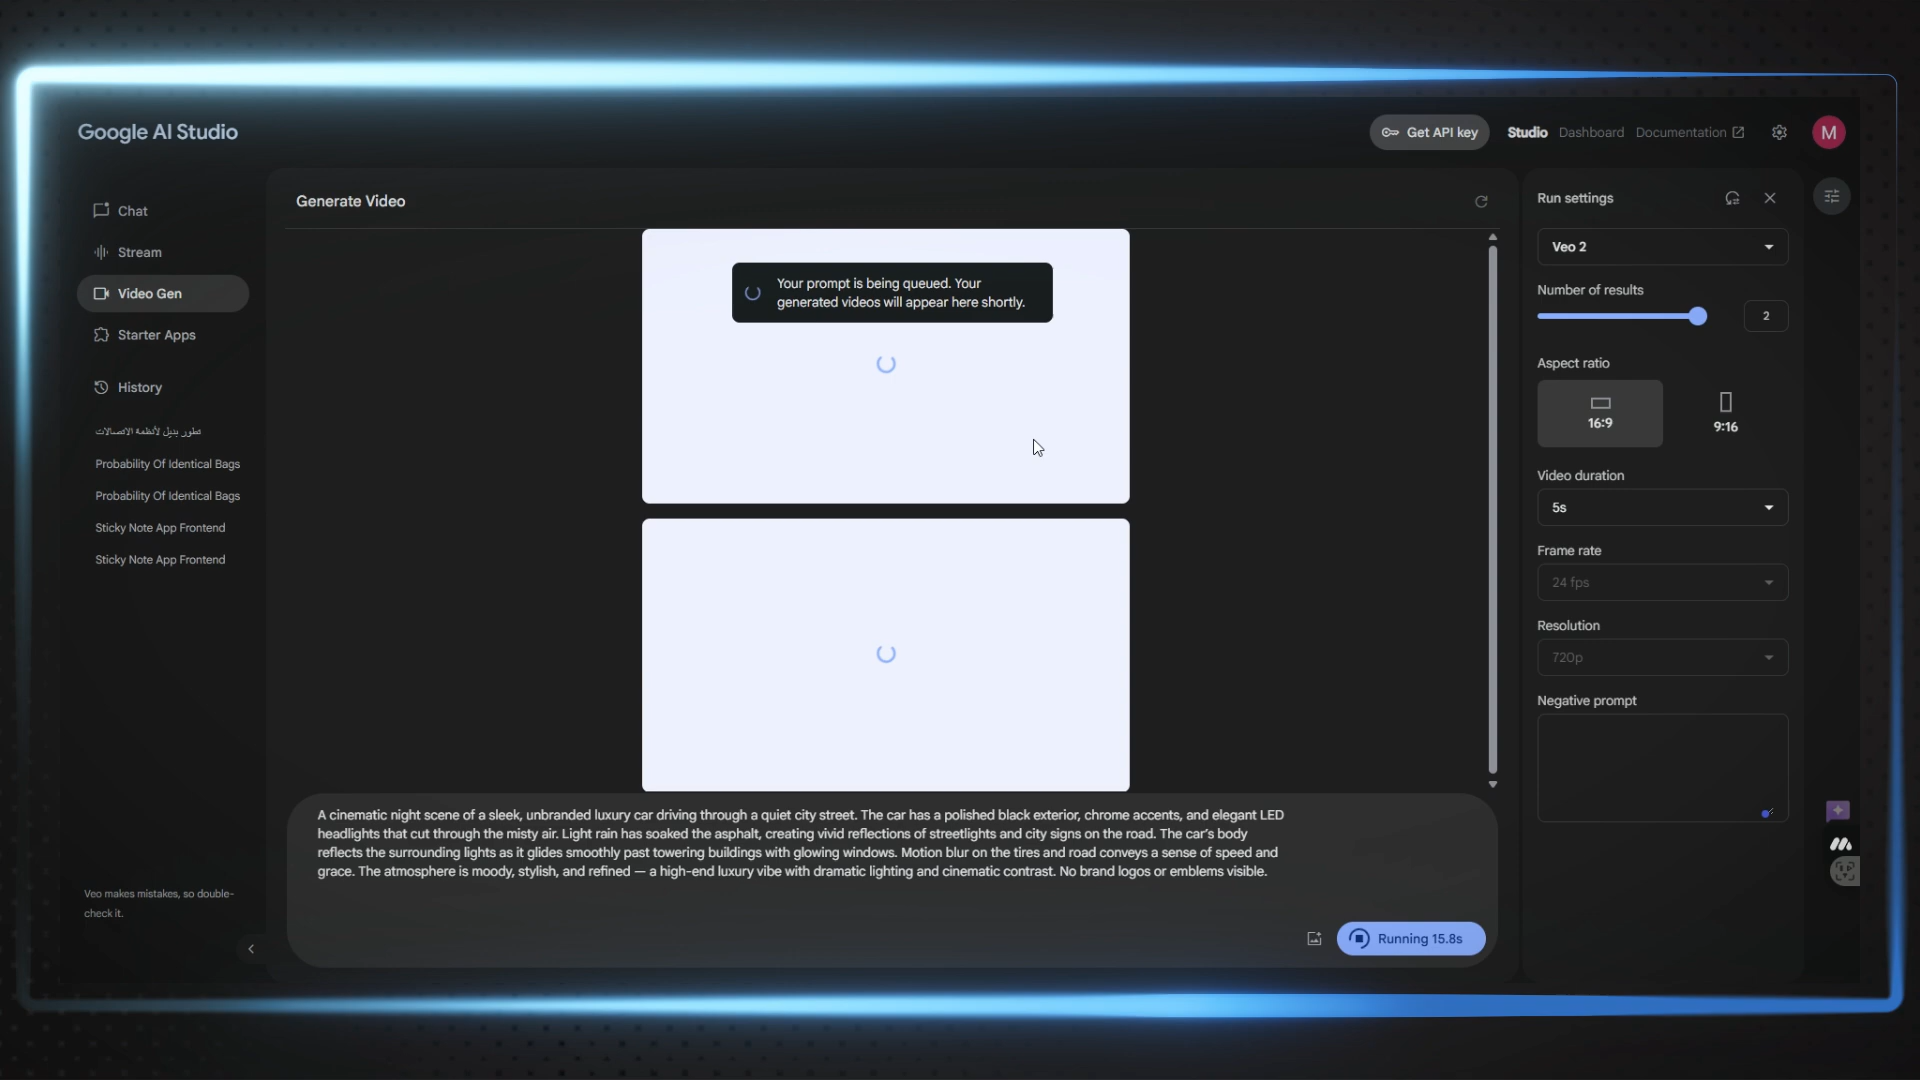 Google AI Studio
Get API key
Studio
Dashboard
Documentation
M
Chat
Stream
Video Gen
Starter Apps
History
مطور بديل لأنظمة الاتصالات
Probability Of Identical Bags
Probability Of Identical Bags
Sticky Note App Frontend
Sticky Note App Frontend
Veo makes mistakes, so double-
check it.
Generate Video
Your prompt is being queued. Your
generated videos will appear here shortly.
A cinematic night scene of a sleek, unbranded luxury car driving through a quiet city street. The car has a polished black exterior, chrome accents, and elegant LED
headlights that cut through the misty air. Light rain has soaked the asphalt, creating vivid reflections of streetlights and city signs on the road. The car's body
reflects the surrounding lights as it glides smoothly past towering buildings with glowing windows. Motion blur on the tires and road conveys a sense of speed and
grace. The atmosphere is moody, stylish, and refined — a high-end luxury vibe with dramatic lighting and cinematic contrast. No brand logos or emblems visible.
Running 15.8s
Run settings
Veo 2
Number of results
2
Aspect ratio
16:9
9:16
Video duration
5s
Frame rate
24 fps
Resolution
720p
Negative prompt